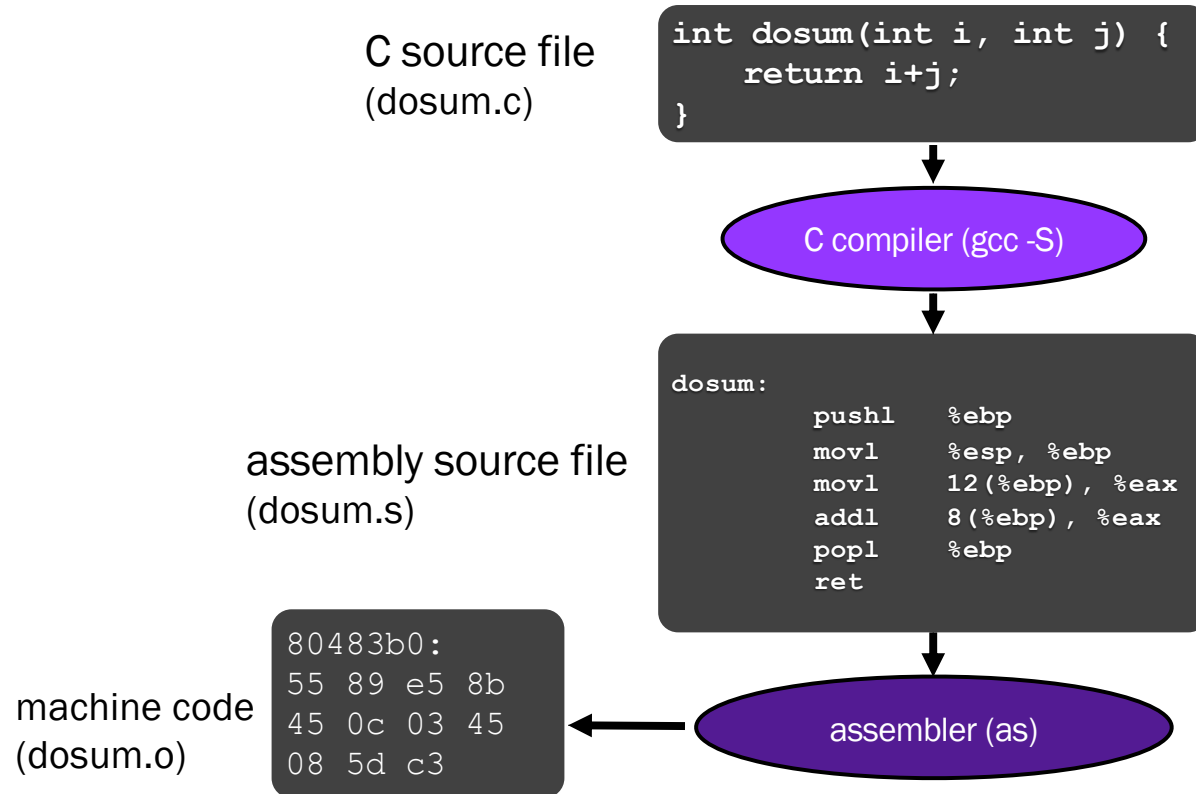 C source file
(dosum.c)
int dosum(int i, int j) {
    return i+j;
}
C compiler (gcc -S)
assembly source file
(dosum.s)
dosum:
        pushl   %ebp
        movl    %esp, %ebp
        movl    12(%ebp), %eax
        addl    8(%ebp), %eax
        popl    %ebp
        ret
assembler (as)
machine code
(dosum.o)
80483b0:
55 89 e5 8b
45 0c 03 45
08 5d c3